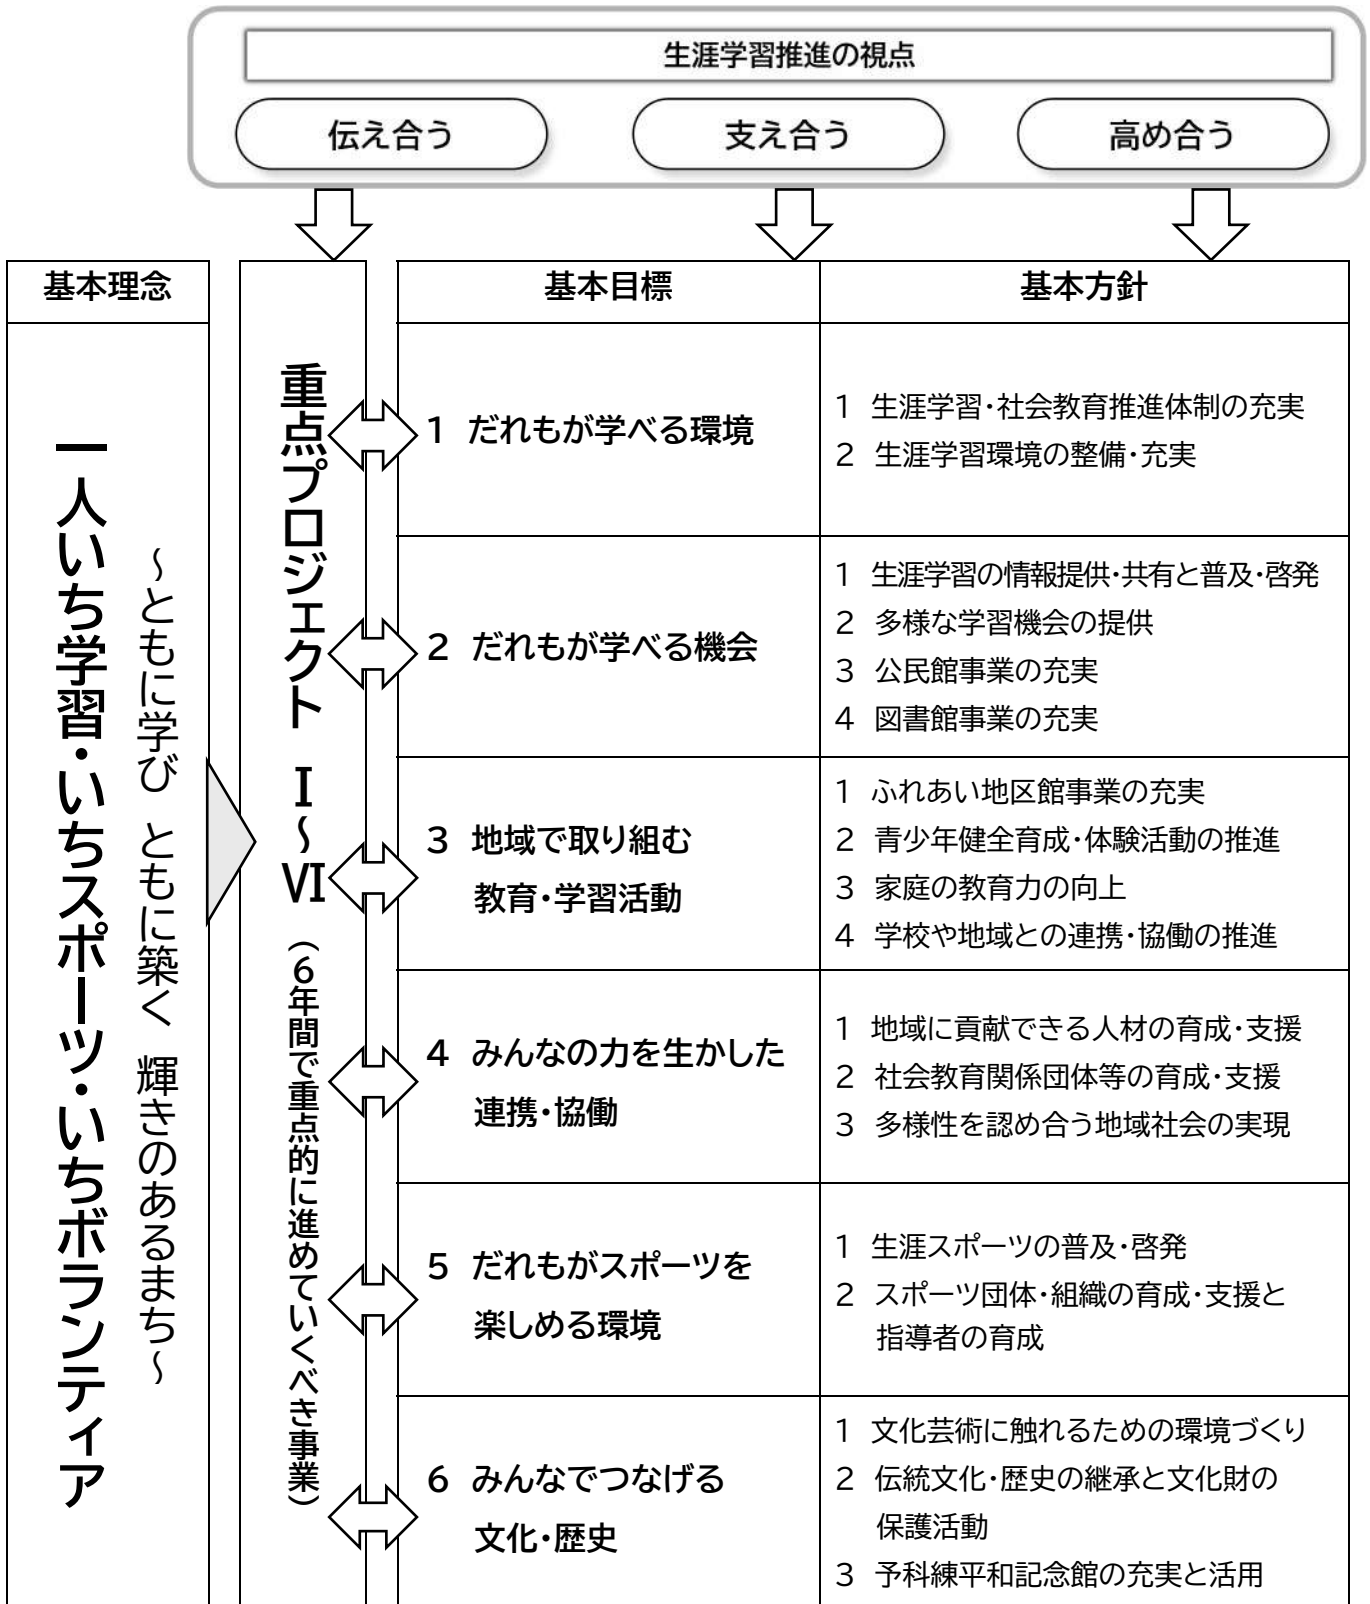 生涯学習推進の視点
伝え合う
支え合う
高め合う
基本理念
一人いち学習・いちスポーツ・いちボランティア
～ともに学び ともに築く 輝きのあるまち～
重点プロジェクト Ⅰ～Ⅵ（6年間で重点的に進めていくべき事業）
基本目標
基本方針
1 だれもが学べる環境
1 生涯学習・社会教育推進体制の充実
2 生涯学習環境の整備・充実
2 だれもが学べる機会
1 生涯学習の情報提供・共有と普及・啓発
2 多様な学習機会の提供
3 公民館事業の充実
4 図書館事業の充実
3 地域で取り組む
教育・学習活動
1 ふれあい地区館事業の充実
2 青少年健全育成・体験活動の推進
3 家庭の教育力の向上
4 学校や地域との連携・協働の推進
4 みんなの力を生かした
連携・協働
1 地域に貢献できる人材の育成・支援
2 社会教育関係団体等の育成・支援
3 多様性を認め合う地域社会の実現
5 だれもがスポーツを
楽しめる環境
1 生涯スポーツの普及・啓発
2 スポーツ団体・組織の育成・支援と
指導者の育成
6 みんなでつなげる
文化・歴史
1 文化芸術に触れるための環境づくり
2 伝統文化・歴史の継承と文化財の
保護活動
3 予科練平和記念館の充実と活用